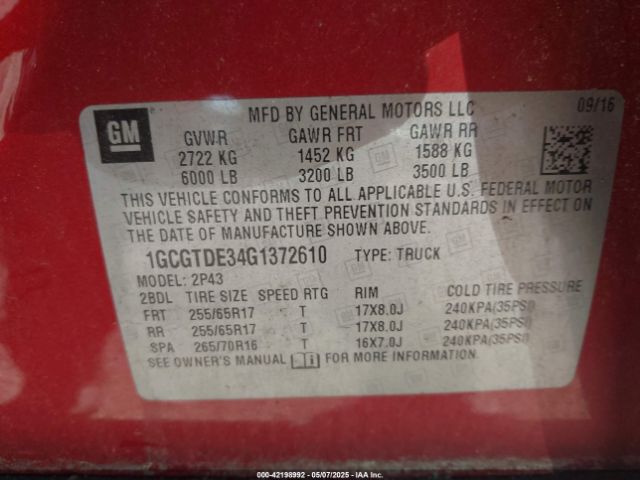 MFD BY GENERAL MOTORS LLC 09/16
GM
GVWR GAWR FRT GAWR RR
2722 KG 1452 KG 1588 KG
6000 LB 3200 LB 3500 LB
THIS VEHICLE CONFORMS TO ALL APPLICABLE U.S. FEDERAL MOTOR
VEHICLE SAFETY AND THEFT PREVENTION STANDARDS IN EFFECT ON
THE DATE OF MANUFACTURE SHOWN ABOVE.
1GCGTDE34G1372610 TYPE: TRUCK
MODEL: 2P43
2BDL TIRE SIZE SPEED RTG RIM COLD TIRE PRESSURE
FRT 255/65R17 T 17X8.0J 240KPA(35PSI)
RR 255/65R17 T 17X8.0J 240KPA(35PSI)
SPA 265/70R16 T 16X7.0J 240KPA(35PSI)
SEE OWNER'S MANUAL FOR MORE INFORMATION.
© 42198992 - 05/07/2025 - IAA, Inc. - Copyright